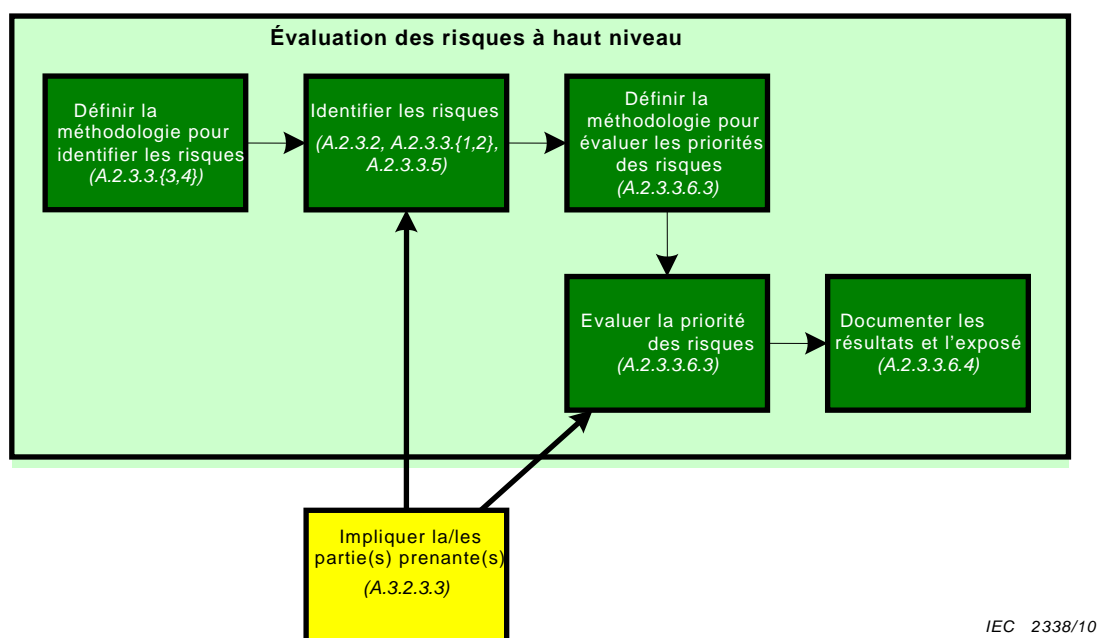 Évaluation des risques à haut niveau
Définir la
méthodologie pour
identifier les risques
(A.2.3.3.{3,4})
Identifier les risques
(A.2.3.2, A.2.3.3.{1,2},
A.2.3.3.5)
Définir la
méthodologie pour
évaluer les priorités
des risques
(A.2.3.3.6.3)
Evaluer la priorité
des risques
(A.2.3.3.6.3)
Documenter les
résultats et l'exposé
(A.2.3.3.6.4)
Impliquer la/les
partie(s) prenante(s)
(A.3.2.3.3)
IEC 2338/10